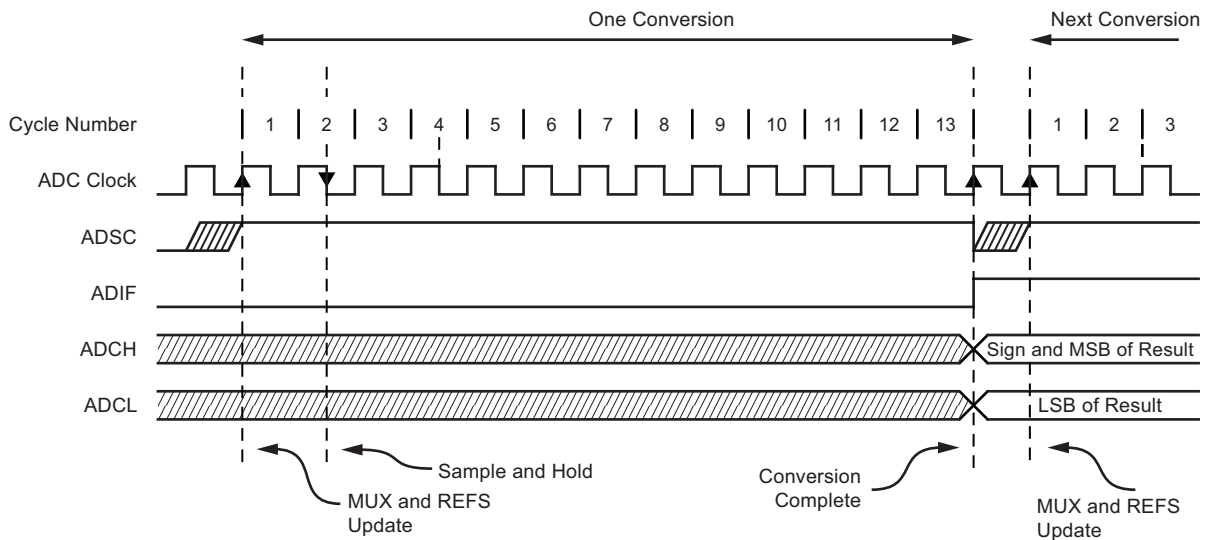 One Conversion
Next Conversion
Cycle Number
1 2 3 4 5 6 7 8 9 10 11 12 13 1 2 3
ADC Clock
ADSC
ADIF
ADCH
Sign and MSB of Result
ADCL
LSB of Result
Sample and Hold
MUX and REFS
Update
Conversion
Complete
MUX and REFS
Update